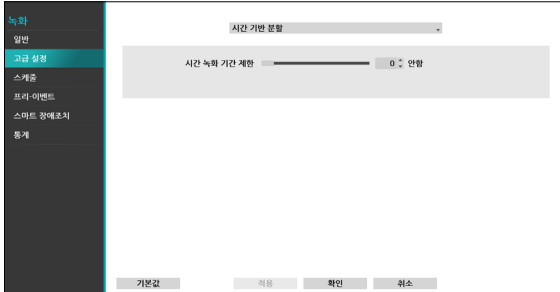 녹화
일반
고급 설정
스케줄
프리-이벤트
스마트 장애조치
통계
시간 기반 분할
시간 녹화 기간 제한 0 안함
기본값 적용 확인 취소